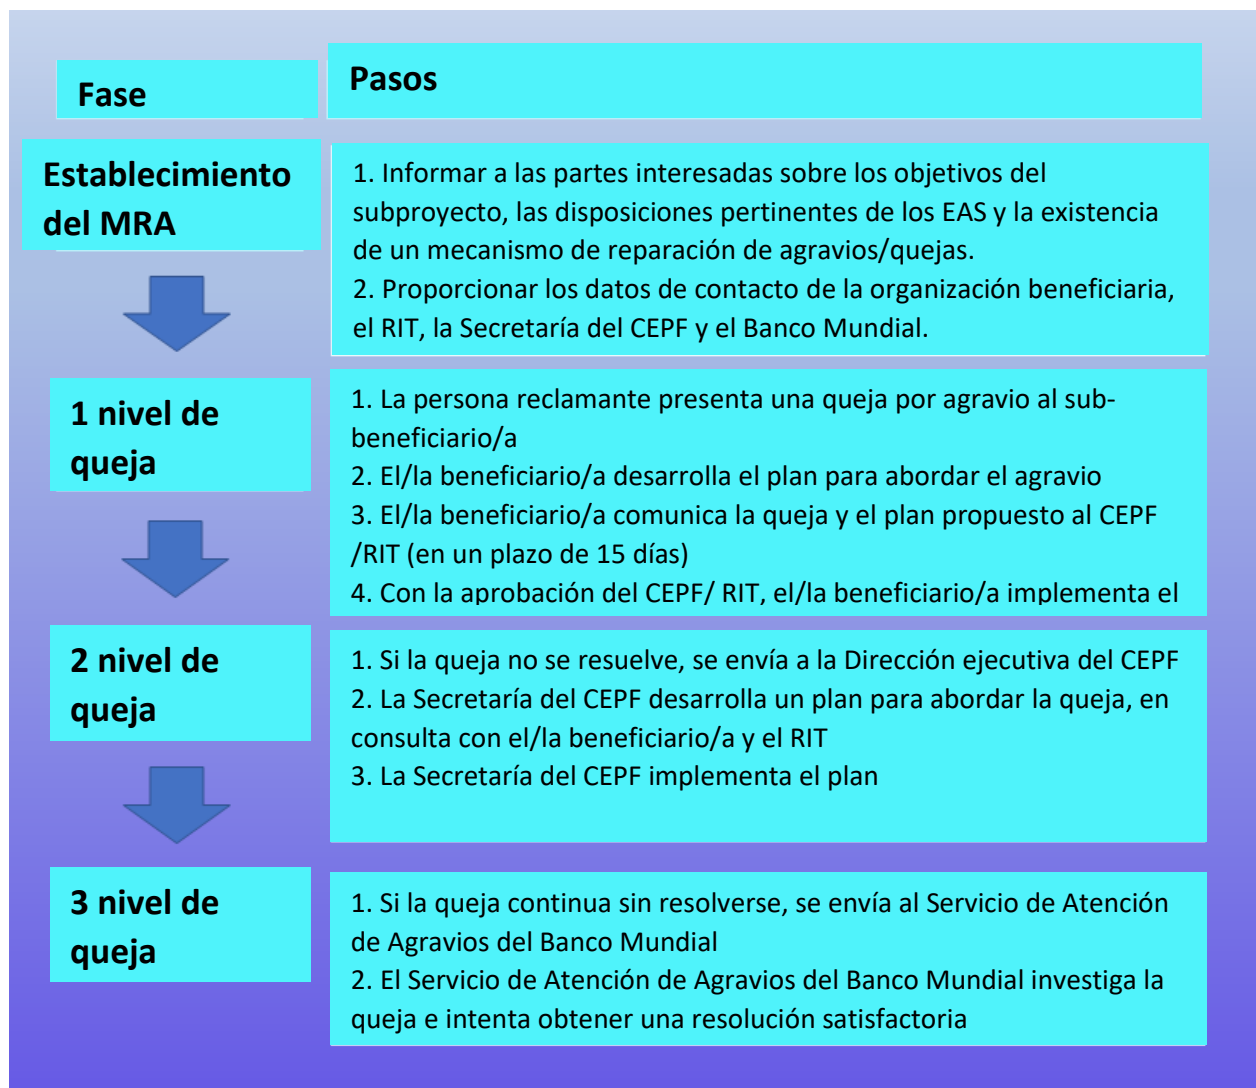 Fase
Pasos
Establecimiento
del MRA
1. Informar a las partes interesadas sobre los objetivos del
subproyecto, las disposiciones pertinentes de los EAS y la existencia
de un mecanismo de reparación de agravios/quejas.
2. Proporcionar los datos de contacto de la organización beneficiaria,
el RIT, la Secretaría del CEPF y el Banco Mundial.
1 nivel de
queja
1. La persona reclamante presenta una queja por agravio al sub-
beneficiario/a
2. El/la beneficiario/a desarrolla el plan para abordar el agravio
3. El/la beneficiario/a comunica la queja y el plan propuesto al CEPF
/RIT (en un plazo de 15 días)
4. Con la aprobación del CEPF/ RIT, el/la beneficiario/a implementa el
2 nivel de
queja
1. Si la queja no se resuelve, se envía a la Dirección ejecutiva del CEPF
2. La Secretaría del CEPF desarrolla un plan para abordar la queja, en
consulta con el/la beneficiario/a y el RIT
3. La Secretaría del CEPF implementa el plan
3 nivel de
queja
1. Si la queja continua sin resolverse, se envía al Servicio de Atención
de Agravios del Banco Mundial
2. El Servicio de Atención de Agravios del Banco Mundial investiga la
queja e intenta obtener una resolución satisfactoria